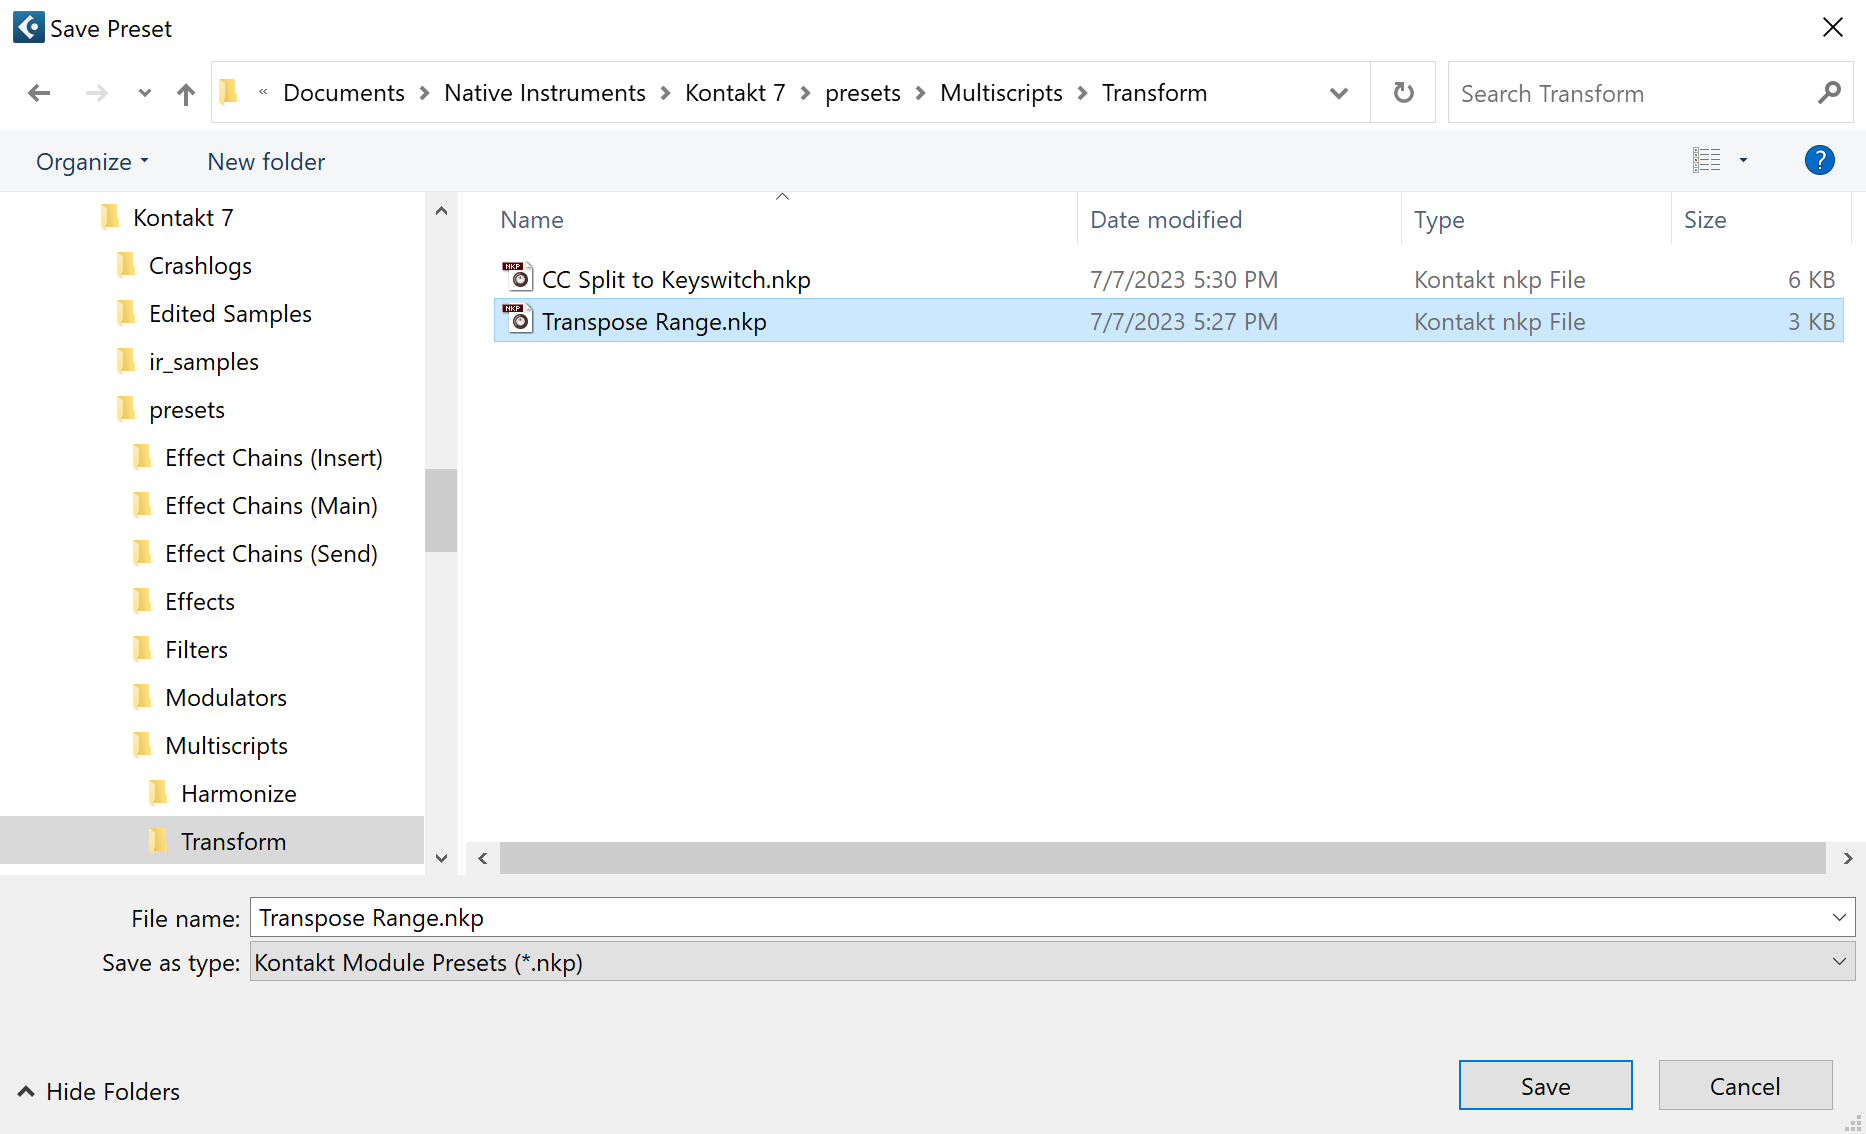 Save Preset
« Documents > Native Instruments > Kontakt 7 > presets > Multiscripts > Transform
Search Transform
Organize
New folder
?
Kontakt 7
Crashlogs
Edited Samples
ir_samples
presets
Effect Chains (Insert)
Effect Chains (Main)
Effect Chains (Send)
Effects
Filters
Modulators
Multiscripts
Harmonize
Transform
Name Date modified Type Size
NKP CC Split to Keyswitch.nkp 7/7/2023 5:30 PM Kontakt nkp File 6 KB
NKP Transpose Range.nkp 7/7/2023 5:27 PM Kontakt nkp File 3 KB
File name: Transpose Range.nkp
Save as type: Kontakt Module Presets (*.nkp)
Hide Folders
Save
Cancel